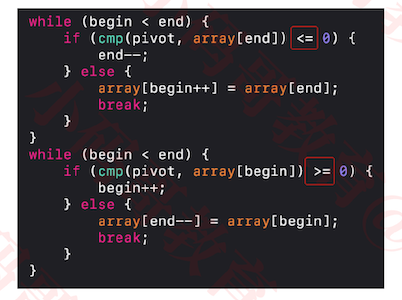 while (begin < end) {
    if (cmp(pivot, array[end]) <= 0) {
        end--;
    } else {
        array[begin++] = array[end];
        break;
    }
}
while (begin < end) {
    if (cmp(pivot, array[begin]) >= 0) {
        begin++;
    } else {
        array[end--] = array[begin];
        break;
    }
}